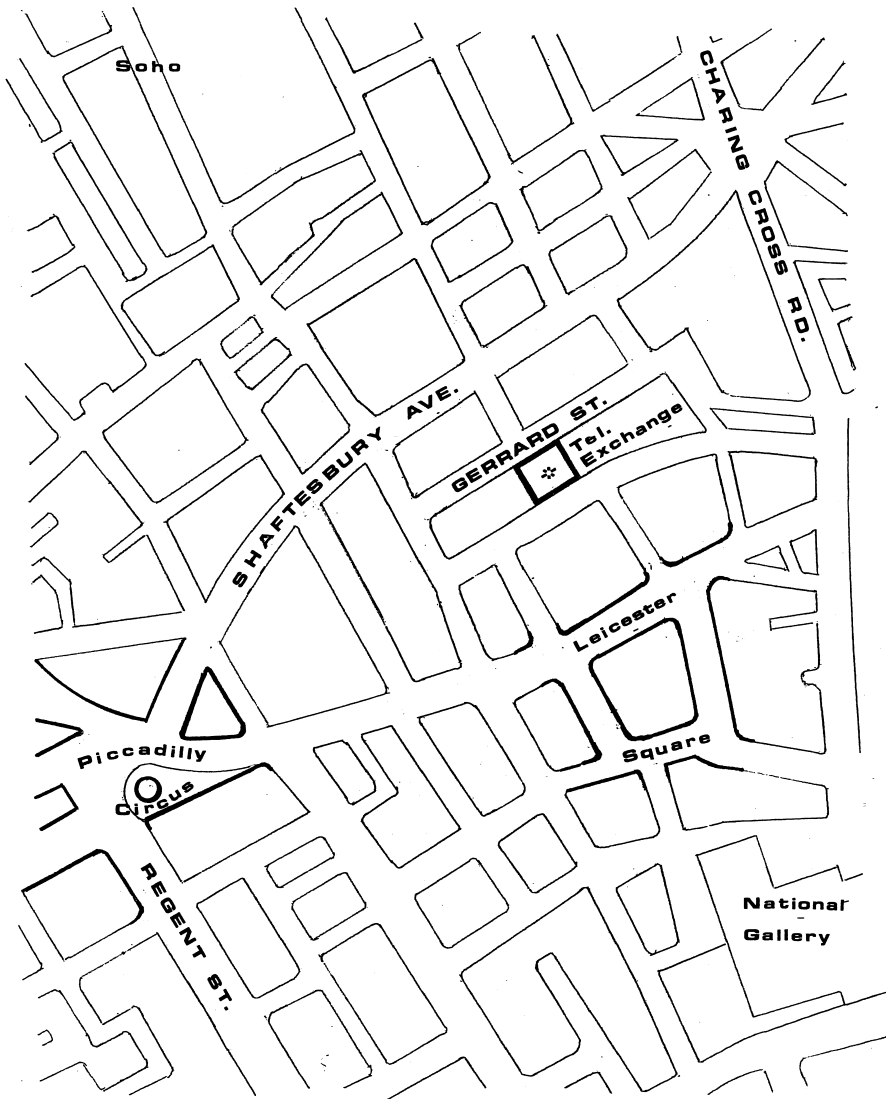 Soho
CHARING CROSS RD.
SHAFTESBURY AVE.
GERRARD ST.
Tel.
Exchange
Leicester
Square
Piccadilly
Circus
REGENT ST.
National
Gallery